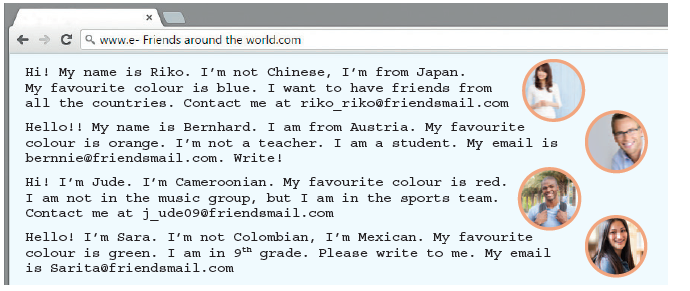 www.e- Friends around the world.com
Hi! My name is Riko. I'm not Chinese, I'm from Japan.
My favourite colour is blue. I want to have friends from
all the countries. Contact me at riko_riko@friendsmail.com
Hello!! My name is Bernhard. I am from Austria. My favourite
colour is orange. I'm not a teacher. I am a student. My email is
bernnie@friendsmail.com. Write!
Hi! I'm Jude. I'm Cameroonian. My favourite colour is red.
I am not in the music group, but I am in the sports team.
Contact me at j_ude09@friendsmail.com
Hello! I'm Sara. I'm not Colombian, I'm Mexican. My favourite
colour is green. I am in 9th grade. Please write to me. My email
is Sarita@friendsmail.com